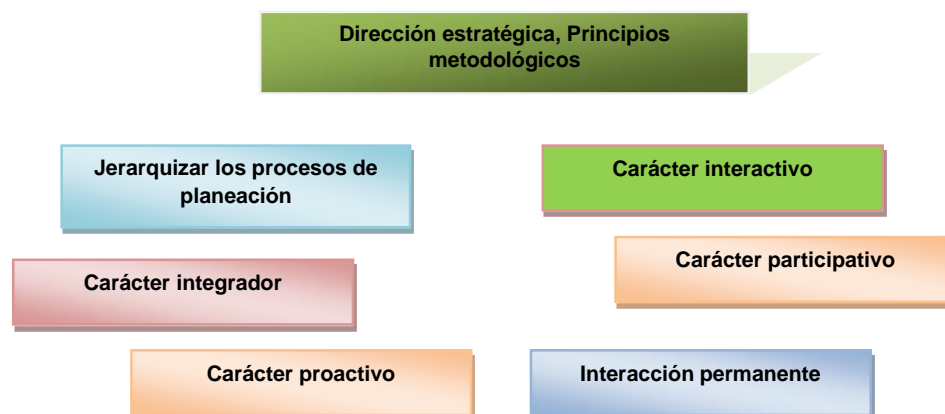 Dirección estratégica, Principios
metodológicos
Jerarquizar los procesos de
planeación
Carácter interactivo
Carácter participativo
Carácter integrador
Carácter proactivo
Interacción permanente